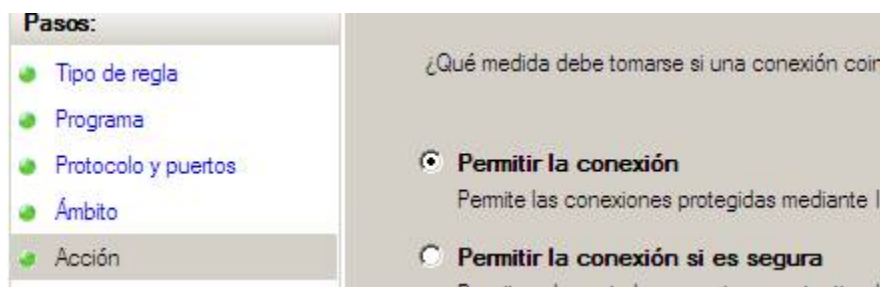 Pasos:
Tipo de regla
Programa
Protocolo y puertos
Ámbito
Acción
¿Qué medida debe tomarse si una conexión
Permitir la conexión
Permite las conexiones protegidas mediante
Permitir la conexión si es segura